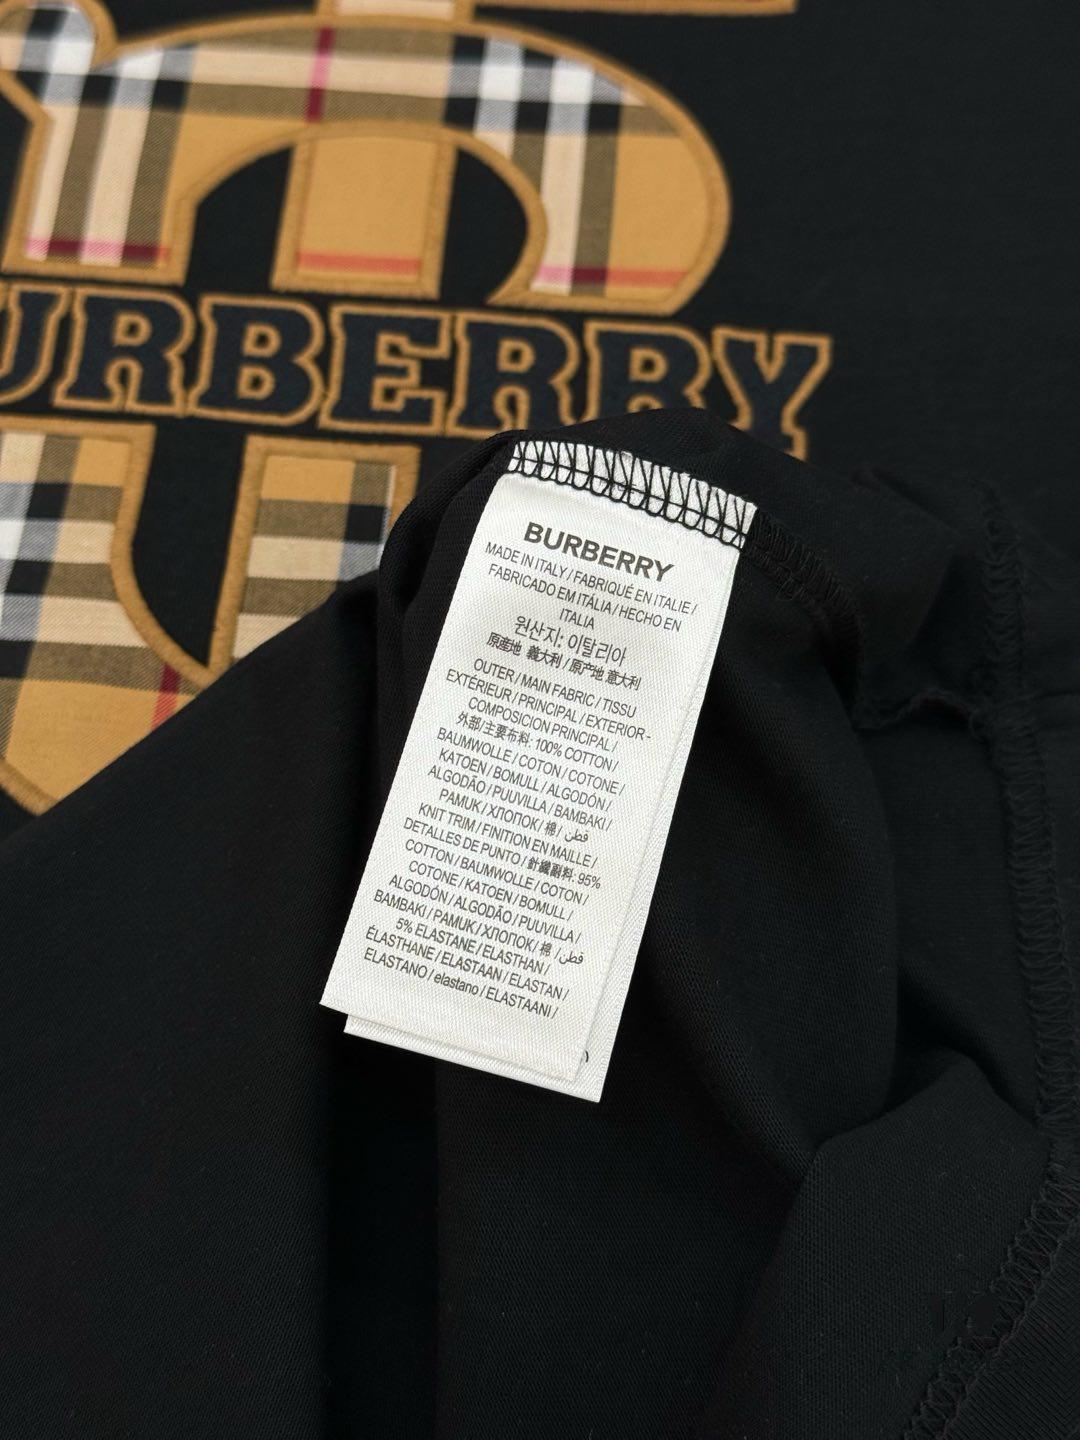 URBERRY
BURBERRY
MADE IN ITALY / FABRIQUÉ EN ITALIE /
FABRICADO EM ITÁLIA / HECHO EN
ITALIA
원산지: 이탈리아
原產地 義大利 / 原产地 意大利
OUTER / MAIN FABRIC / TISSU
EXTÉRIEUR / PRINCIPAL / EXTERIOR-
COMPOSICION PRINCIPAL /
外部/主要布料: 100% COTTON /
BAUMWOLLE / COTON / COTONE /
KATOEN / BOMULL / ALGODÓN /
ALGODÃO / PUUVILLA / BAMBAKI /
PAMUK / ХЛОПОК / 棉 / قطن /
KNIT TRIM / FINITION EN MAILLE /
DETALLES DE PUNTO / 針織副料: 95%
COTTON / BAUMWOLLE / COTON /
COTONE / KATOEN / BOMULL /
ALGODÓN / ALGODÃO / PUUVILLA /
BAMBAKI / PAMUK / ХЛОПОК / 棉 / قطن /
5% ELASTANE / ELASTHAN /
ÉLASTHANE / ELASTAAN / ELASTAN /
ELASTANO / elastano / ELASTAANI /